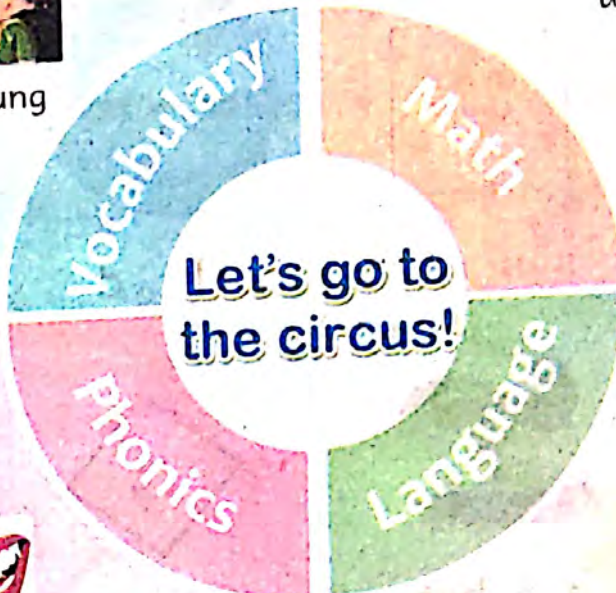 ung
Vocabulary
Math
Let's go to
the circus!
Phonics
Language